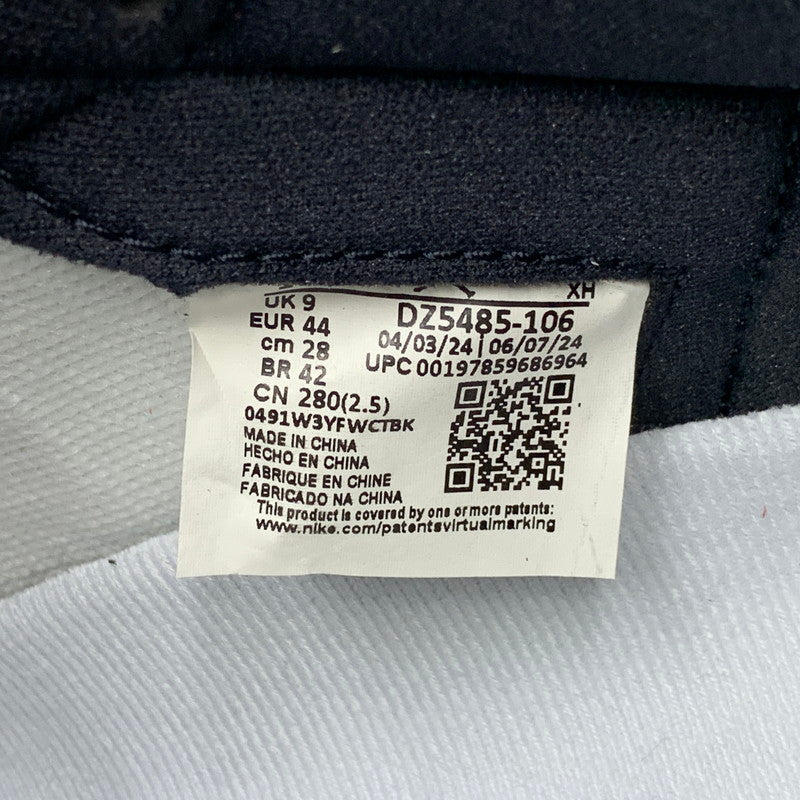 XH
UK 9
DZ5485-106
EUR 44
04/03/24 | 06/07/24
cm 28
UPC 00197859686964
BR 42
CN 280(2.5)
0491W3YFWCTBK
MADE IN CHINA
HECHO EN CHINA
FABRIQUE EN CHINE
FABRICADO NA CHINA
This product is covered by one or more patents:
www.nike.com/patentsvirtualmarking